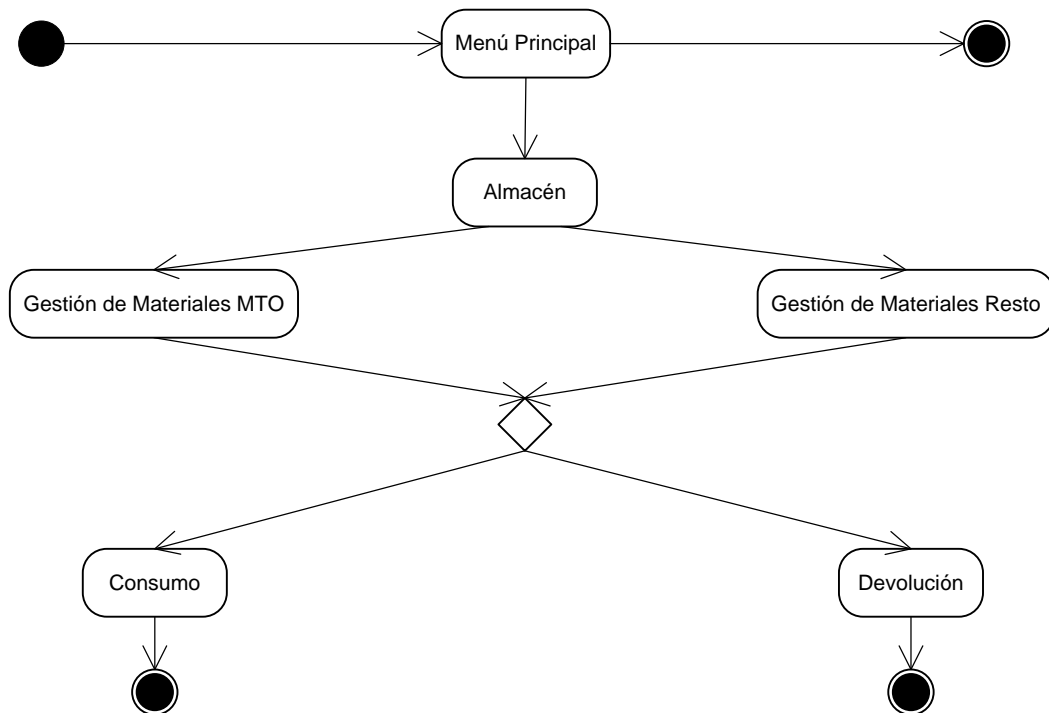 Menú Principal
Almacén
Gestión de Materiales MTO
Gestión de Materiales Resto
Consumo
Devolución